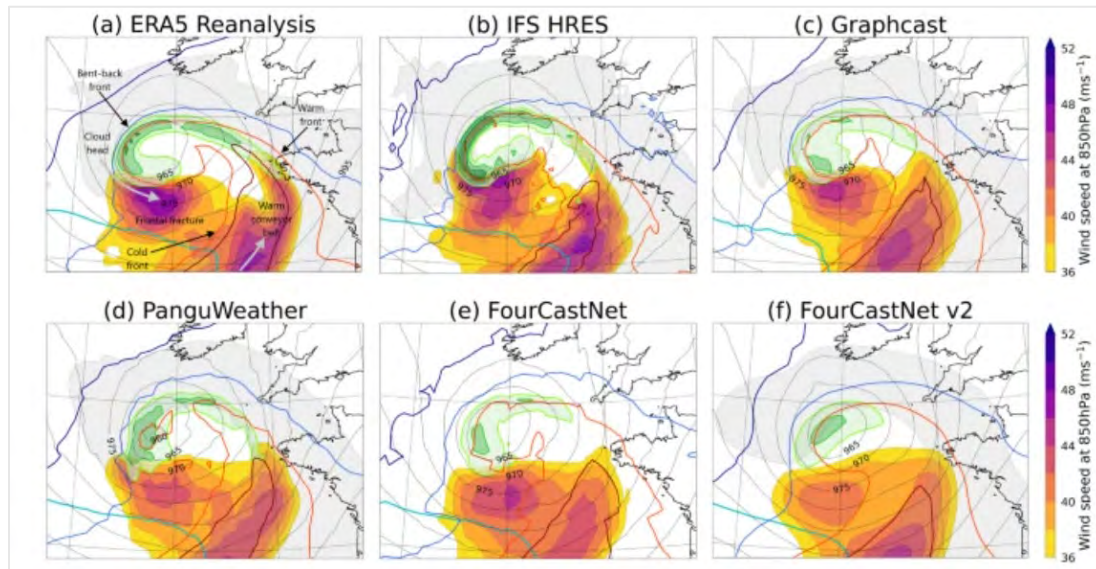 (a) ERA5 Reanalysis
(b) IFS HRES
(c) Graphcast
Bent-back
front
Warm
front
Cloud
head
965
970
975
995
Frontal fracture
Warm
conveyor
belt
Cold
front
975
965
970
975
965
970
52
48
44
40
36
Wind speed at 850hPa (ms⁻¹)
(d) PanguWeather
(e) FourCastNet
(f) FourCastNet v2
975
960
965
970
965
970
975
965
970
975
52
48
44
40
36
Wind speed at 850hPa (ms⁻¹)